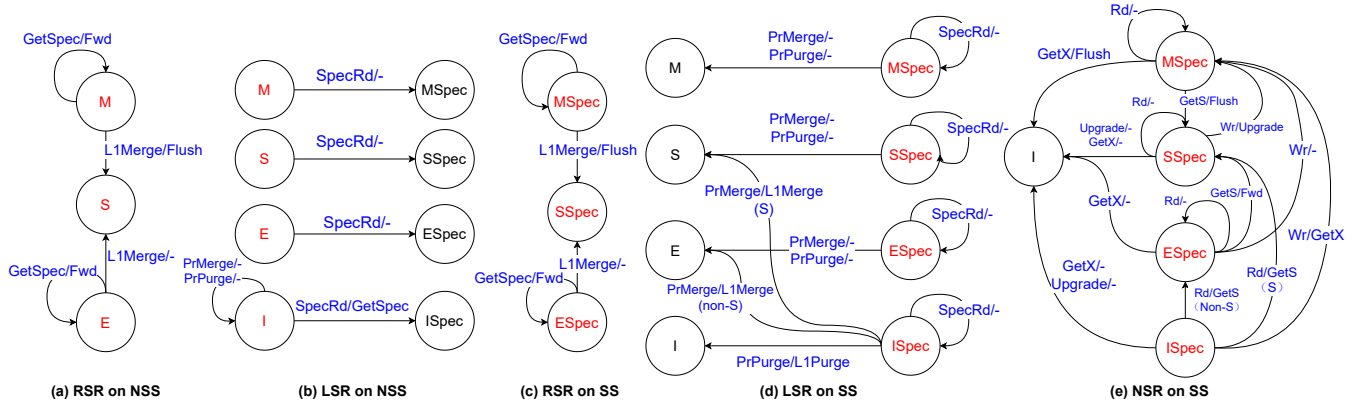 GetSpec/Fwd
M
L1Merge/Flush
S
L1Merge/-
GetSpec/Fwd
E
(a) RSR on NSS
M
SpecRd/-
MSpec
S
SpecRd/-
SSpec
E
SpecRd/-
ESpec
PrMerge/-
PrPurge/-
I
SpecRd/GetSpec
ISpec
(b) LSR on NSS
GetSpec/Fwd
MSpec
L1Merge/Flush
SSpec
L1Merge/-
GetSpec/Fwd
ESpec
(c) RSR on SS
M
PrMerge/-
PrPurge/-
MSpec
SpecRd/-
S
PrMerge/-
PrPurge/-
SSpec
SpecRd/-
PrMerge/L1Merge
(S)
E
PrMerge/-
PrPurge/-
ESpec
SpecRd/-
PrMerge/L1Merge
(non-S)
I
PrPurge/L1Purge
ISpec
SpecRd/-
(d) LSR on SS
Rd/-
MSpec
GetX/Flush
GetS/Flush
Rd/-
Wr/Upgrade
Upgrade/-
GetX/-
I
SSpec
Wr/-
GetX/-
GetS/Fwd
Rd/-
ESpec
Wr/GetX
GetX/-
Upgrade/-
Rd/GetS
(S)
Rd/GetS
(Non-S)
ISpec
(e) NSR on SS